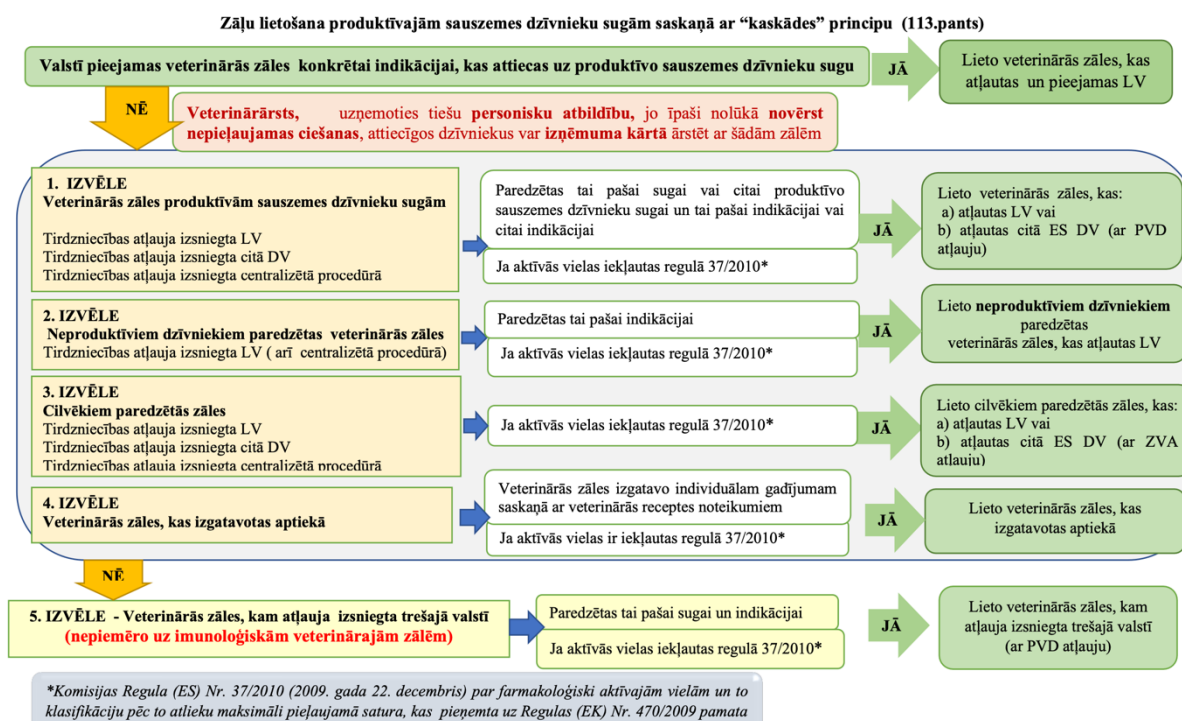 Zāļu lietošana produktīvajām sauszemes dzīvnieku sugām saskaņā ar “kaskādes” principu (113.pants)
Valstī pieejamas veterinārās zāles konkrētai indikācijai, kas attiecas uz produktīvo sauszemes dzīvnieku sugu
JĀ
Lieto veterinārās zāles, kas
atļautas un pieejamas LV
NĒ
Veterinārārsts, uzņemoties tiešu personisku atbildību, jo īpaši nolūkā novērst
nepieļaujamas ciešanas, attiecīgos dzīvniekus var izņēmuma kārtā ārstēt ar šādām zālēm
1. IZVĒLE
Veterinārās zāles produktīvām sauszemes dzīvnieku sugām
Tirdzniecības atļauja izsniegta LV
Tirdzniecības atļauja izsniegta citā DV
Tirdzniecības atļauja izsniegta centralizētā procedūrā
Paredzētas tai pašai sugai vai citai produktīvo
sauszemes dzīvnieku sugai un tai pašai indikācijai vai
citai indikācijai
Ja aktīvās vielas iekļautas regulā 37/2010*
JĀ
Lieto veterinārās zāles, kas:
a) atļautas LV vai
b) atļautas citā ES DV (ar PVD
atļauju)
2. IZVĒLE
Neproduktīviem dzīvniekiem paredzētas veterinārās zāles
Tirdzniecības atļauja izsniegta LV ( arī centralizētā procedūrā)
Paredzētas tai pašai indikācijai
Ja aktīvās vielas iekļautas regulā 37/2010*
JĀ
Lieto neproduktīviem dzīvniekiem
paredzētas
veterinārās zāles, kas atļautas LV
3. IZVĒLE
Cilvēkiem paredzētās zāles
Tirdzniecības atļauja izsniegta LV
Tirdzniecības atļauja izsniegta citā DV
Tirdzniecības atļauja izsniegta centralizētā procedūrā
Ja aktīvās vielas iekļautas regulā 37/2010*
JĀ
Lieto cilvēkiem paredzētās zāles, kas:
a) atļautas LV vai
b) atļautas citā ES DV (ar ZVA
atļauju)
4. IZVĒLE
Veterinārās zāles, kas izgatavotas aptiekā
Veterinārās zāles izgatavo individuālam gadījumam
saskaņā ar veterinārās receptes noteikumiem
Ja aktīvās vielas ir iekļautas regulā 37/2010*
JĀ
Lieto veterinārās zāles, kas
izgatavotas aptiekā
NĒ
5. IZVĒLE - Veterinārās zāles, kam atļauja izsniegta trešajā valstī
(nepiemēro uz imunoloģiskām veterinārajām zālēm)
Paredzētas tai pašai sugai un indikācijai
Ja aktīvās vielas iekļautas regulā 37/2010*
JĀ
Lieto veterinārās zāles, kam
atļauja izsniegta trešajā valstī
(ar PVD atļauju)
*Komisijas Regula (ES) Nr. 37/2010 (2009. gada 22. decembris) par farmakoloģiski aktīvajām vielām un to
klasifikāciju pēc to atlieku maksimāli pieļaujamā satura, kas pieņemta uz Regulas (EK) Nr. 470/2009 pamata